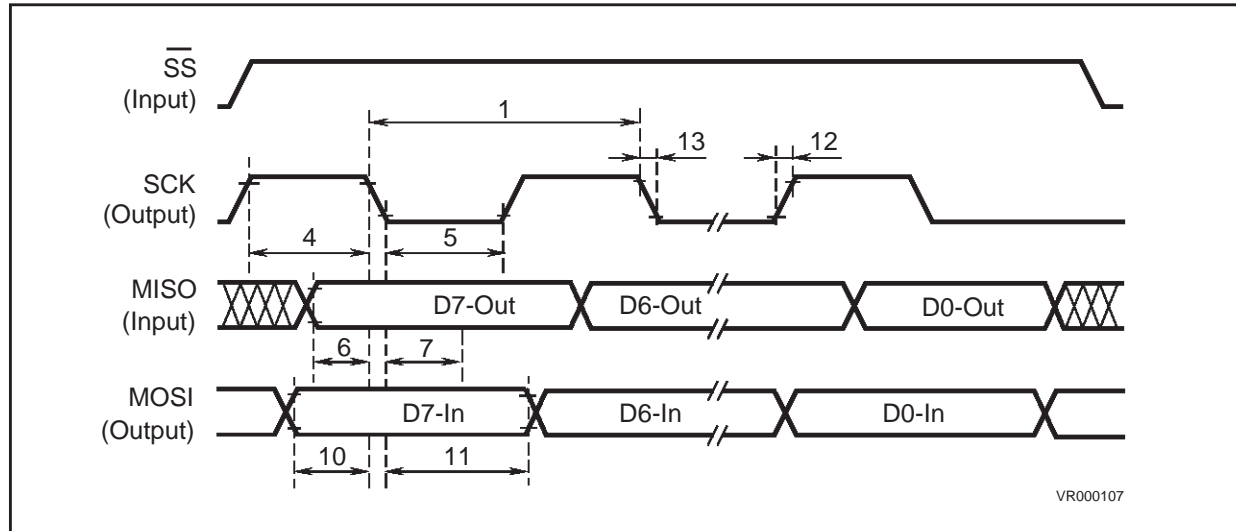 SS
(Input)
1
13
12
SCK
(Output)
4
5
MISO
(Input)
D7-Out
D6-Out
D0-Out
6
7
MOSI
(Output)
D7-In
D6-In
D0-In
10
11
VR000107